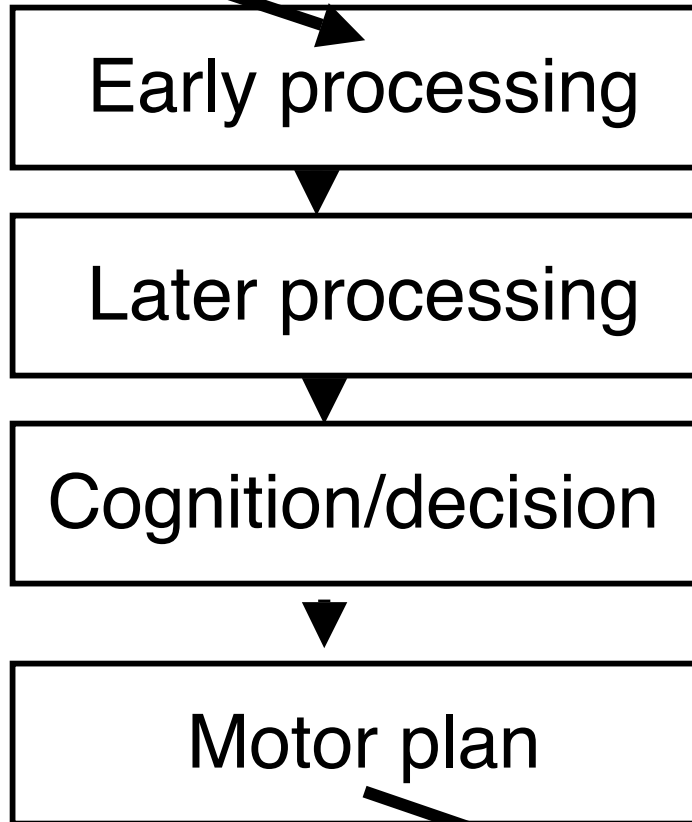 Early processing
Later processing
Cognition/decision
Motor plan